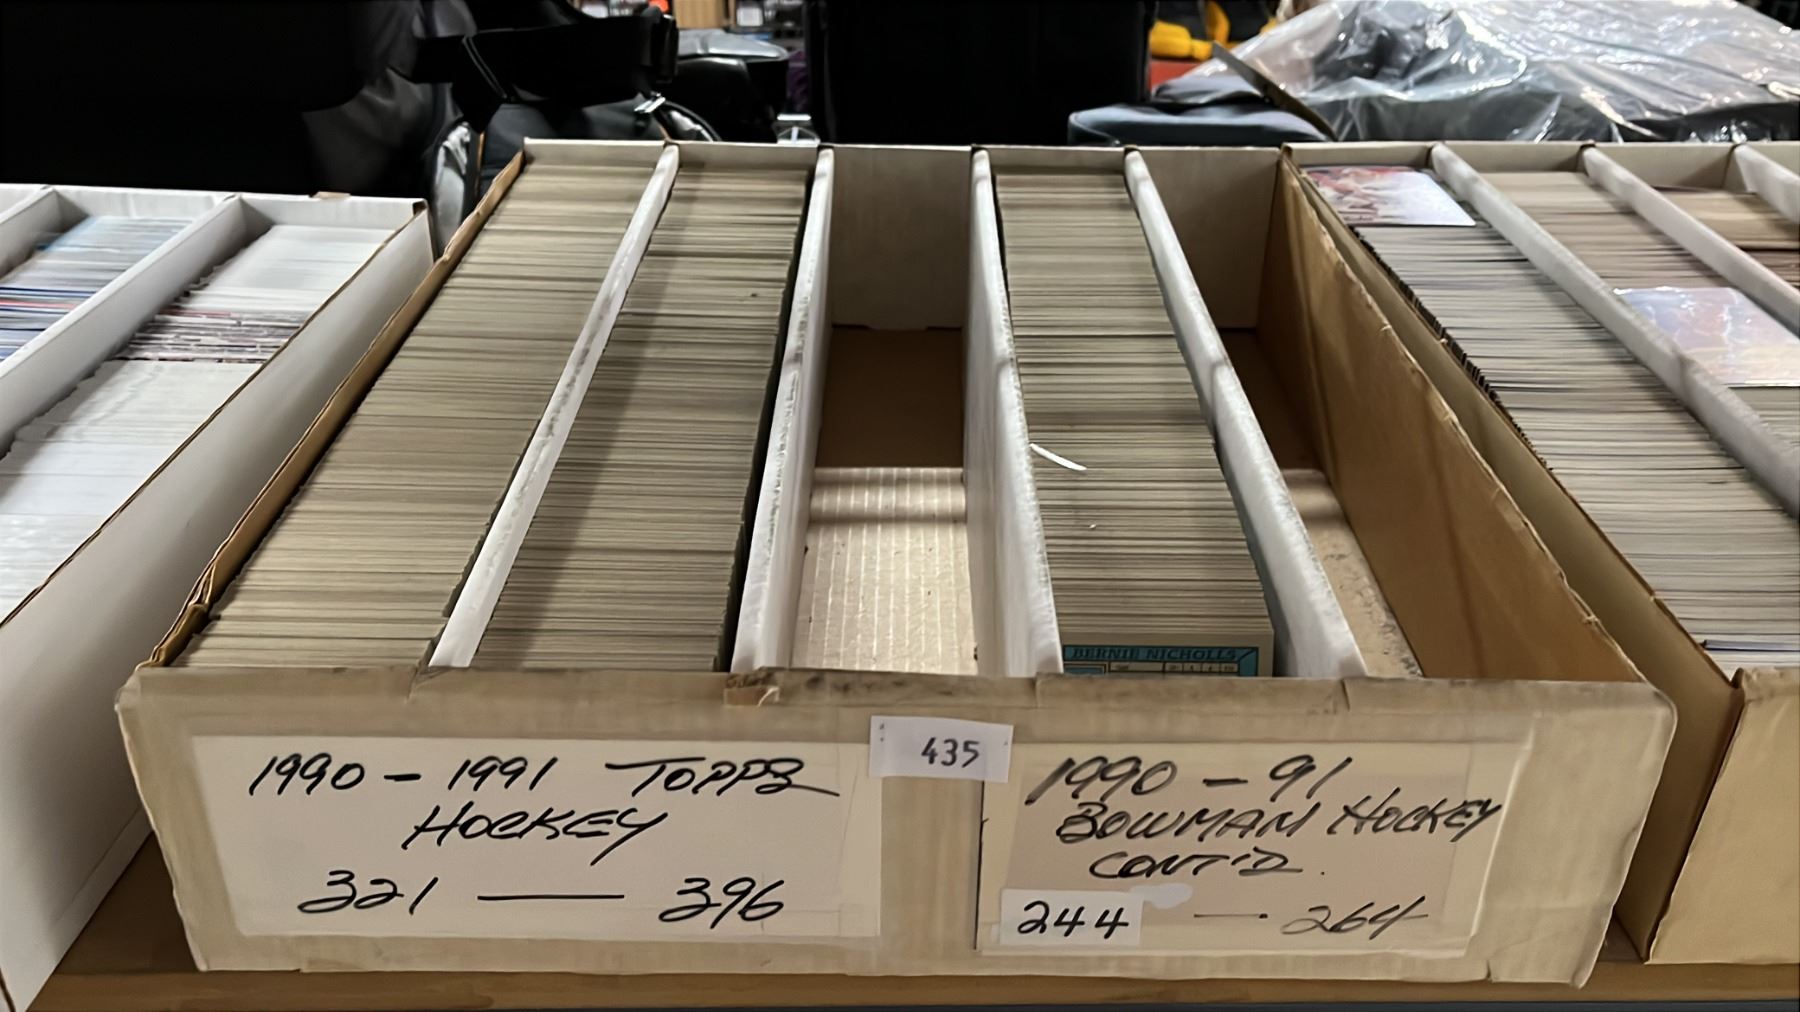 BERNIE NICHOLLS
435
1990 - 1991 TOPPS
HOCKEY
321 — 396
1990 - 91
BOWMAN HOCKEY
CONT'D.
244 — 264